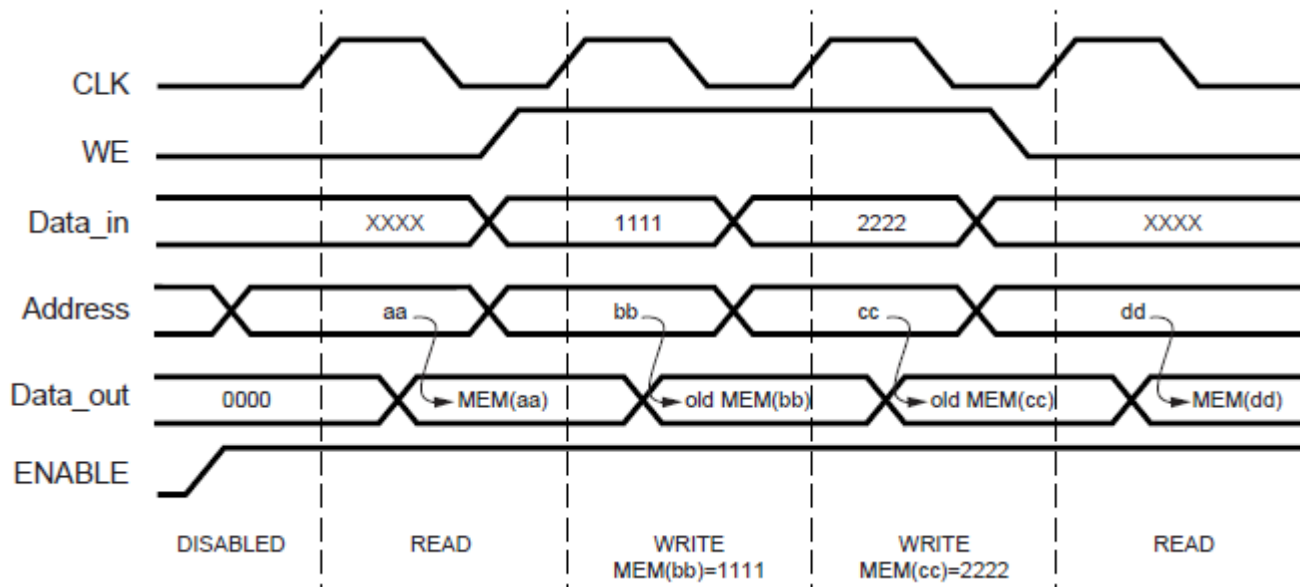 CLK
WE
Data_in XXXX 1111 2222 XXXX
Address aa bb cc dd
Data_out 0000 MEM(aa) old MEM(bb) old MEM(cc) MEM(dd)
ENABLE
DISABLED READ WRITE WRITE READ
MEM(bb)=1111 MEM(cc)=2222